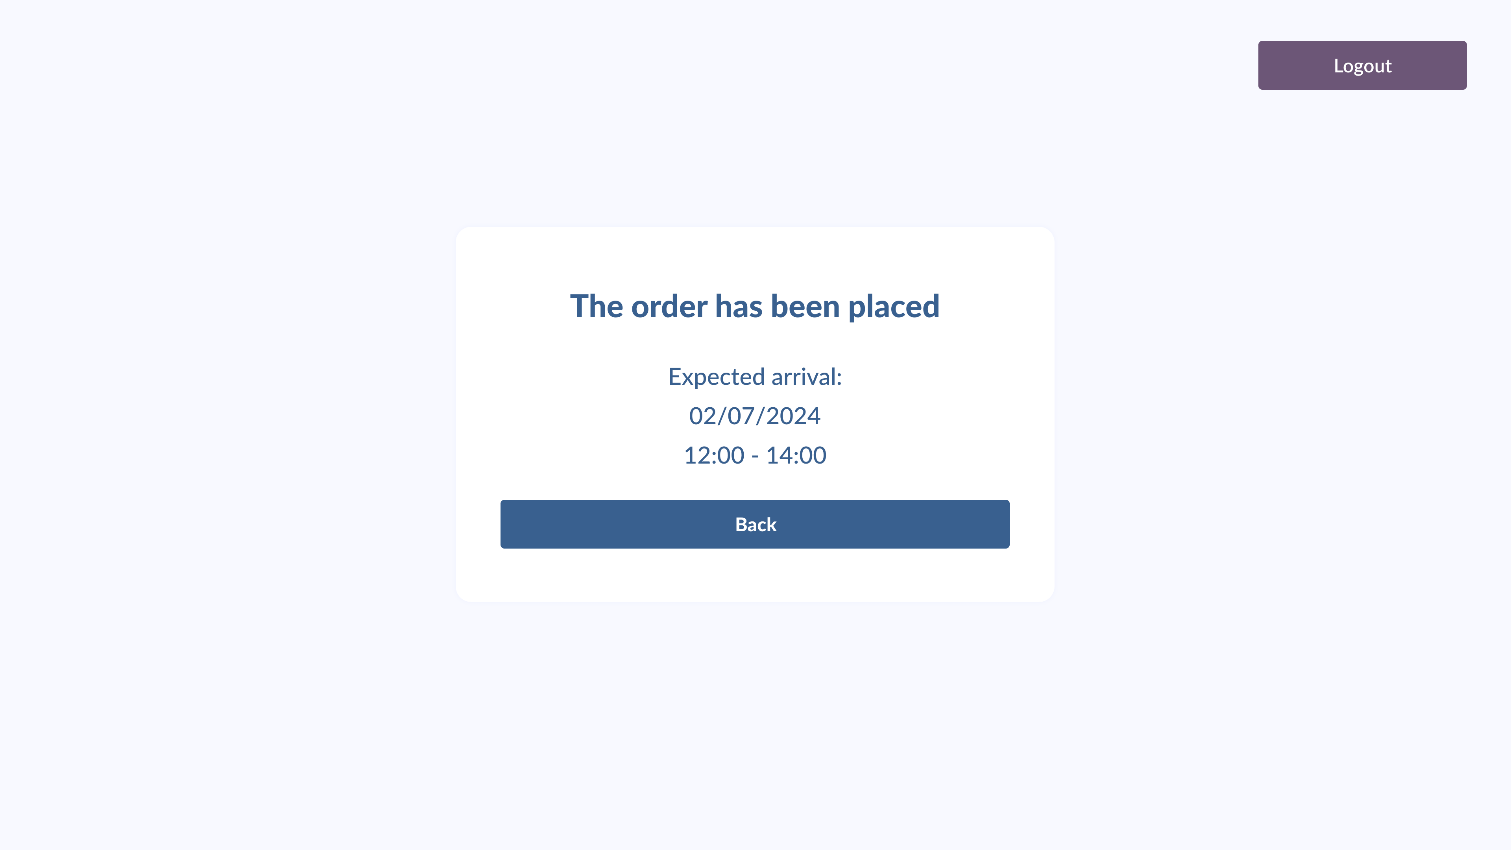 Logout
The order has been placed
Expected arrival:
02/07/2024
12:00 - 14:00
Back